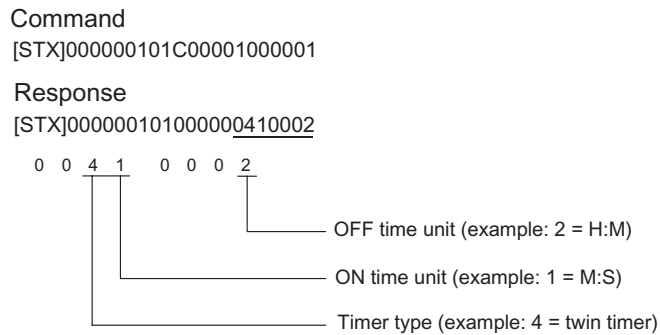 Command
[STX]000000101C00001000001
Response
[STX]000000101000000410002
0 0 4 1 0 0 0 2
OFF time unit (example: 2 = H:M)
ON time unit (example: 1 = M:S)
Timer type (example: 4 = twin timer)